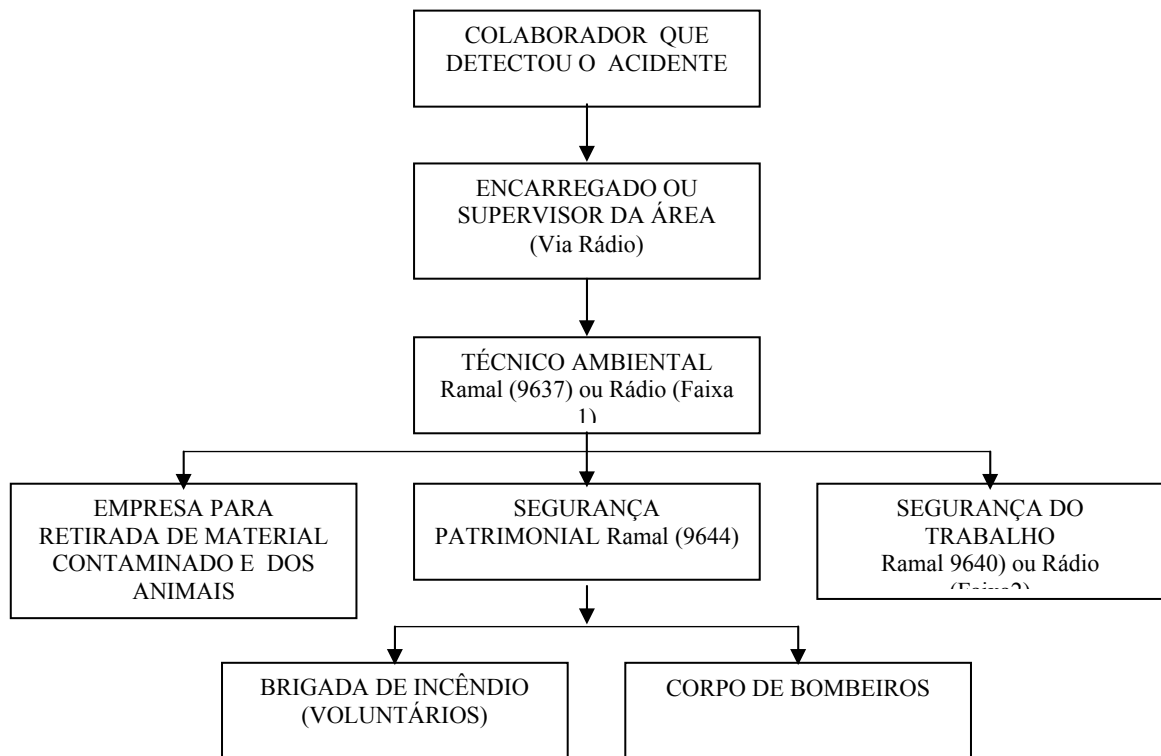 COLABORADOR QUE
DETECTOU O ACIDENTE
ENCARREGADO OU
SUPERVISOR DA ÁREA
(Via Rádio)
TÉCNICO AMBIENTAL
Ramal (9637) ou Rádio (Faixa
1)
EMPRESA PARA
RETIRADA DE MATERIAL
CONTAMINADO E DOS
ANIMAIS
SEGURANÇA
PATRIMONIAL Ramal (9644)
SEGURANÇA DO
TRABALHO
Ramal 9640) ou Rádio
(Faixa2)
BRIGADA DE INCÊNDIO
(VOLUNTÁRIOS)
CORPO DE BOMBEIROS